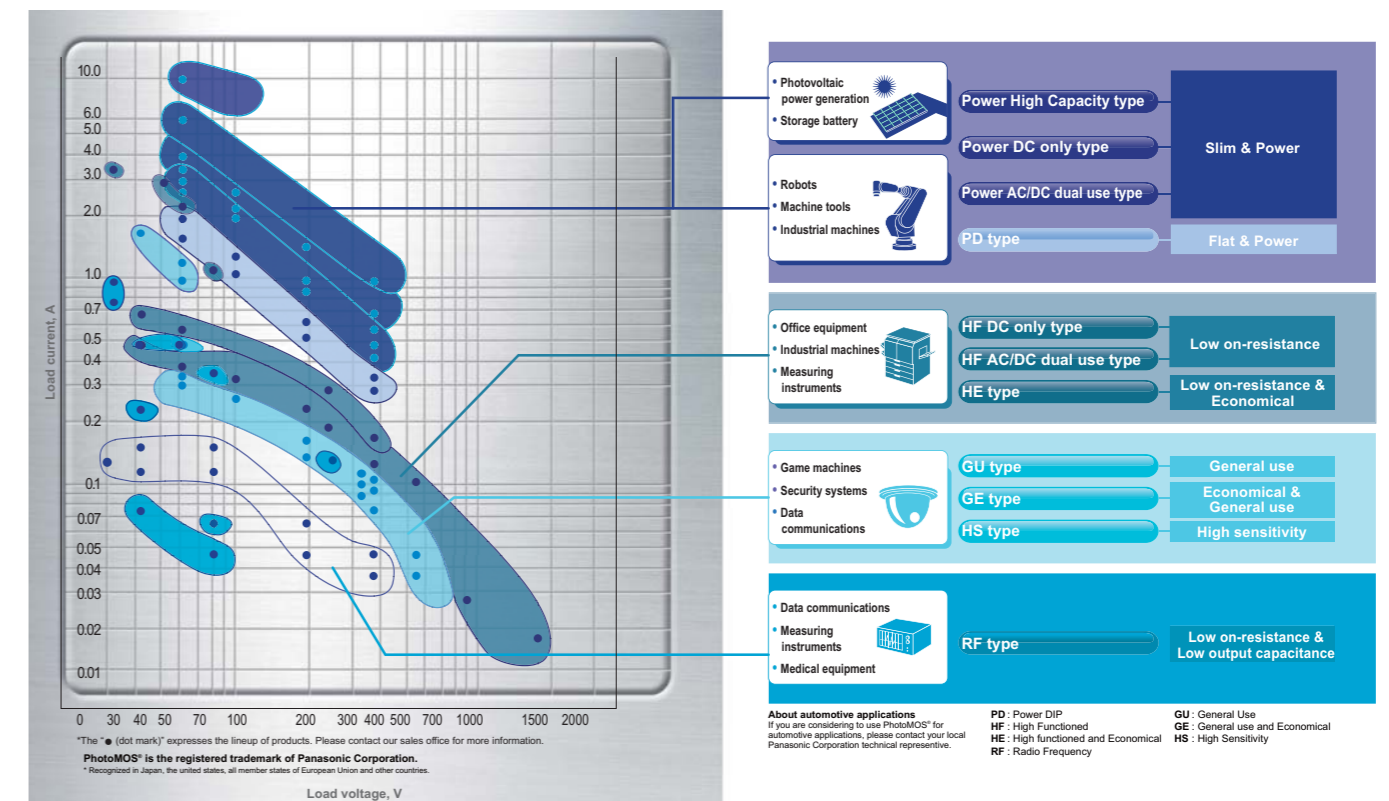 10.0
6.0
5.0
4.0
3.0
2.0
1.0
0.7
0.5
0.4
0.3
0.2
0.1
0.07
0.05
0.04
0.03
0.02
0.01
Load current, A
0 30 40 50 70 100 200 300 400 500 700 1000 1500 2000
*The “● (dot mark)” expresses the lineup of products. Please contact our sales office for more information.
PhotoMOS® is the registered trademark of Panasonic Corporation.
* Recognized in Japan, the united states, all member states of European Union and other countries.
Load voltage, V
• Photovoltaic
power generation
• Storage battery
• Robots
• Machine tools
• Industrial machines
Power High Capacity type
Power DC only type
Power AC/DC dual use type
PD type
Slim & Power
Flat & Power
• Office equipment
• Industrial machines
• Measuring
instruments
HF DC only type
HF AC/DC dual use type
HE type
Low on-resistance
Low on-resistance &
Economical
• Game machines
• Security systems
• Data
communications
GU type
GE type
HS type
General use
Economical &
General use
High sensitivity
• Data communications
• Measuring
instruments
• Medical equipment
RF type
Low on-resistance &
Low output capacitance
About automotive applications
If you are considering to use PhotoMOS® for
automotive applications, please contact your local
Panasonic Corporation technical representive.
PD : Power DIP
HF : High Functioned
HE : High functioned and Economical
RF : Radio Frequency
GU : General Use
GE : General use and Economical
HS : High Sensitivity